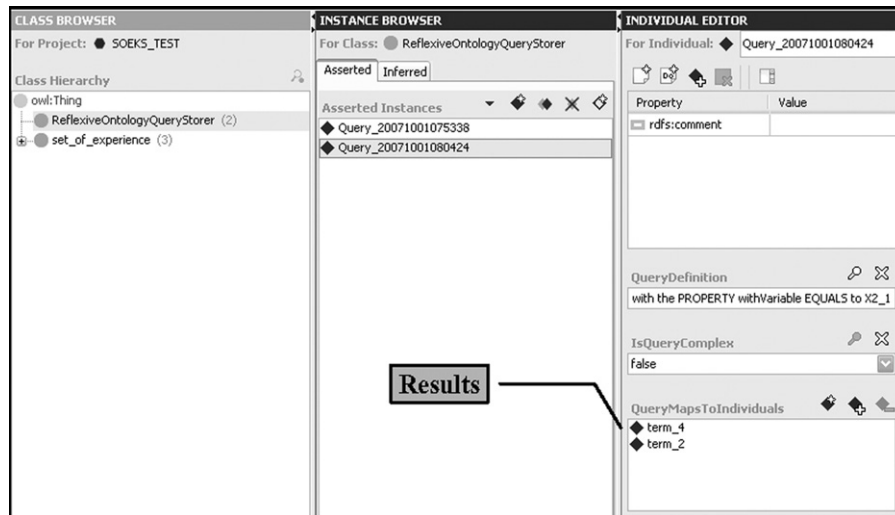 CLASS BROWSER
For Project: SOEKS_TEST
Class Hierarchy
owl:Thing
ReflexiveOntologyQueryStorer (2)
set_of_experience (3)
INSTANCE BROWSER
For Class: ReflexiveOntologyQueryStorer
Asserted Inferred
Asserted Instances
Query_20071001075338
Query_20071001080424
INDIVIDUAL EDITOR
For Individual: Query_20071001080424
Property Value
rdfs:comment
QueryDefinition
with the PROPERTY withVariable EQUALS to X2_1
IsQueryComplex
false
QueryMapsToIndividuals
term_4
term_2
Results